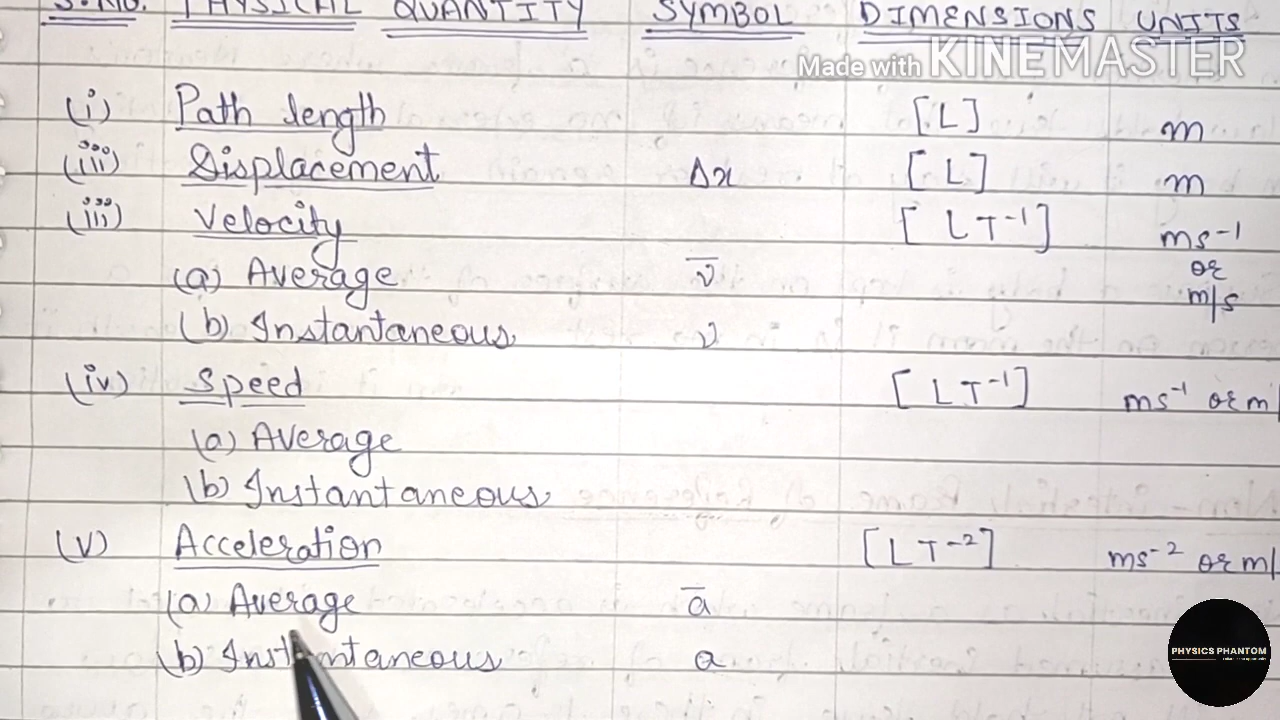 S.No. PHYSICAL QUANTITY SYMBOL DIMENSIONS UNITS
Made with KINEMASTER
(i) Path length [L] m
(iii) Displacement Δx [L] m
(iii) Velocity [LT⁻¹] ms⁻¹
or
(a) Average v̅ m/s
(b) Instantaneous v
(iv) Speed [LT⁻¹] ms⁻¹ or m/
(a) Average
(b) Instantaneous
(v) Acceleration [LT⁻²] ms⁻² or m/
(a) Average a̅
(b) Instantaneous a
PHYSICS PHANTOM